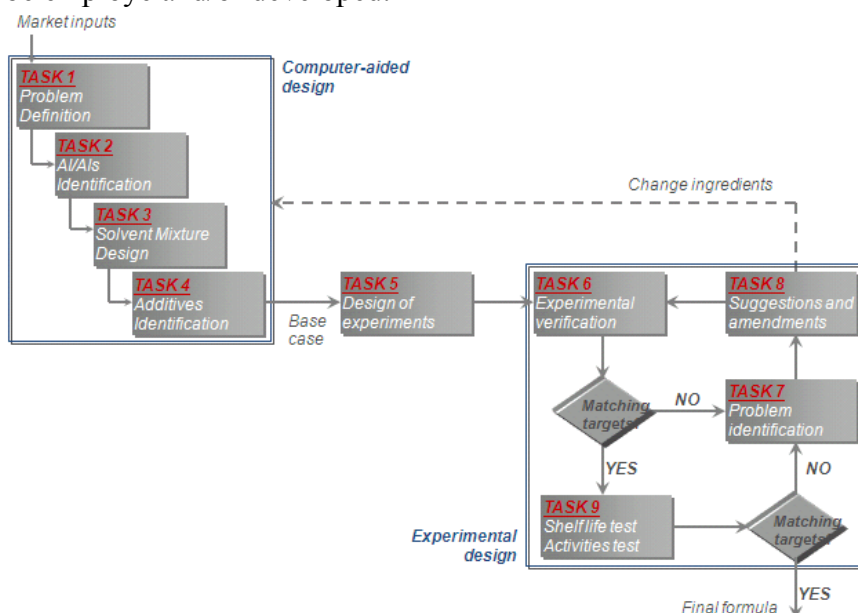 Market inputs
Computer-aided
design
TASK 1
Problem
Definition
TASK 2
AI/AIs
Identification
TASK 3
Solvent Mixture
Design
TASK 4
Additives
Identification
Base
case
TASK 5
Design of
experiments
Change ingredients
TASK 6
Experimental
verification
TASK 8
Suggestions and
amendments
Matching
targets?
NO
TASK 7
Problem
identification
YES
NO
TASK 9
Shelf life test
Activities test
Matching
targets?
Experimental
design
YES
Final formula